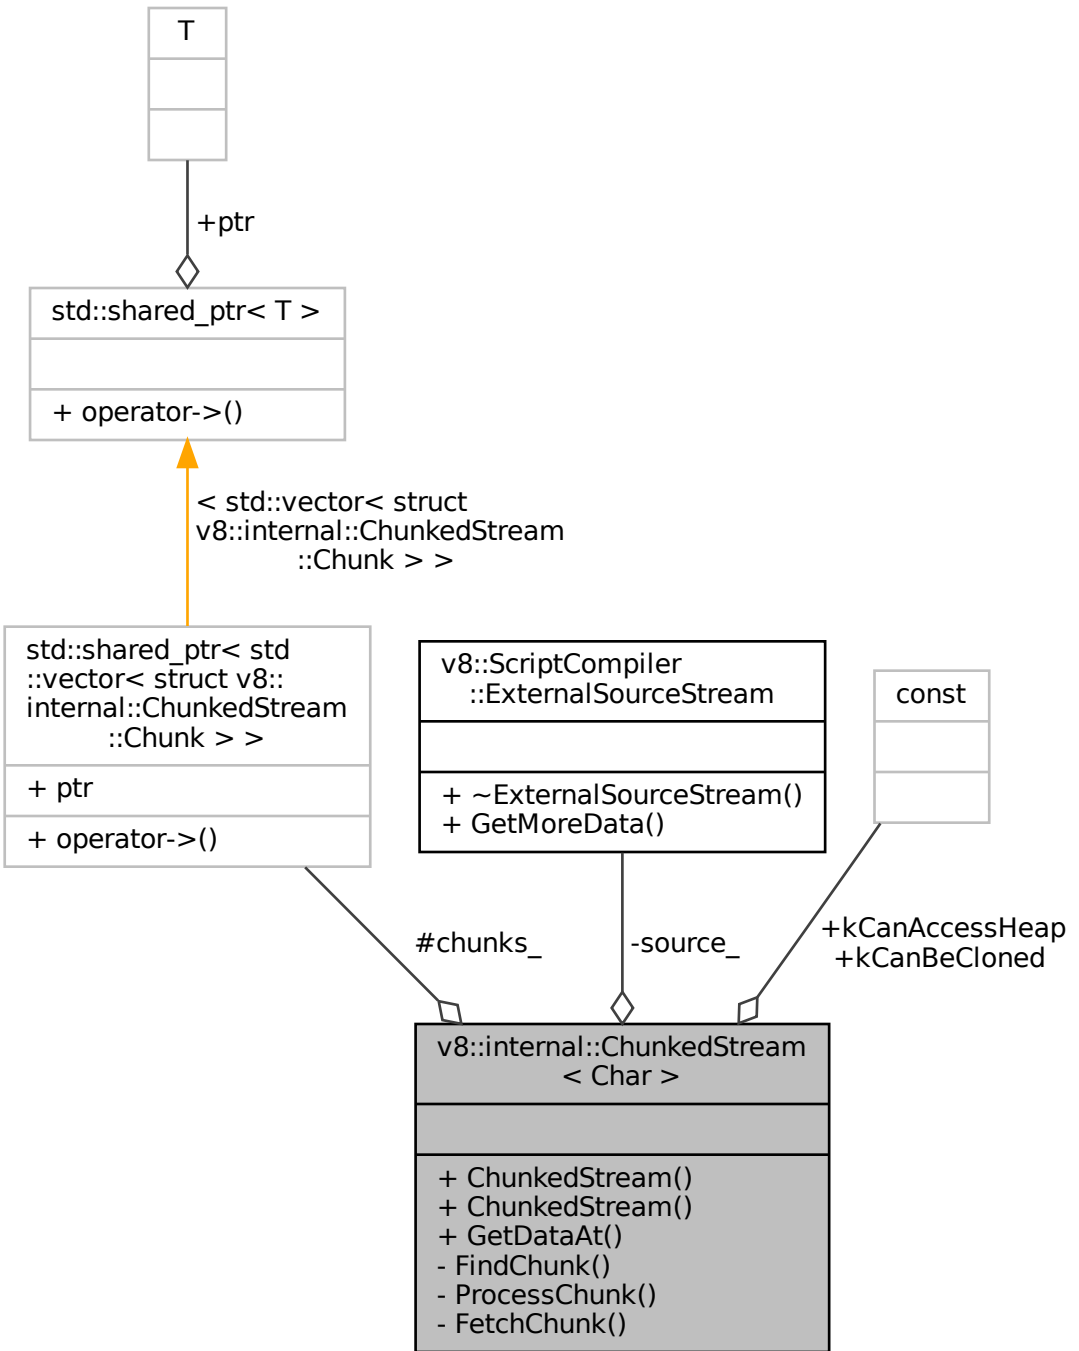 T
+ptr
std::shared_ptr< T >
+ operator->()
< std::vector< struct
v8::internal::ChunkedStream
::Chunk > >
std::shared_ptr< std
::vector< struct v8::
internal::ChunkedStream
::Chunk > >
+ ptr
+ operator->()
v8::ScriptCompiler
::ExternalSourceStream
+ ~ExternalSourceStream()
+ GetMoreData()
const
#chunks_
-source_
+kCanAccessHeap
+kCanBeCloned
v8::internal::ChunkedStream
< Char >
+ ChunkedStream()
+ ChunkedStream()
+ GetDataAt()
- FindChunk()
- ProcessChunk()
- FetchChunk()